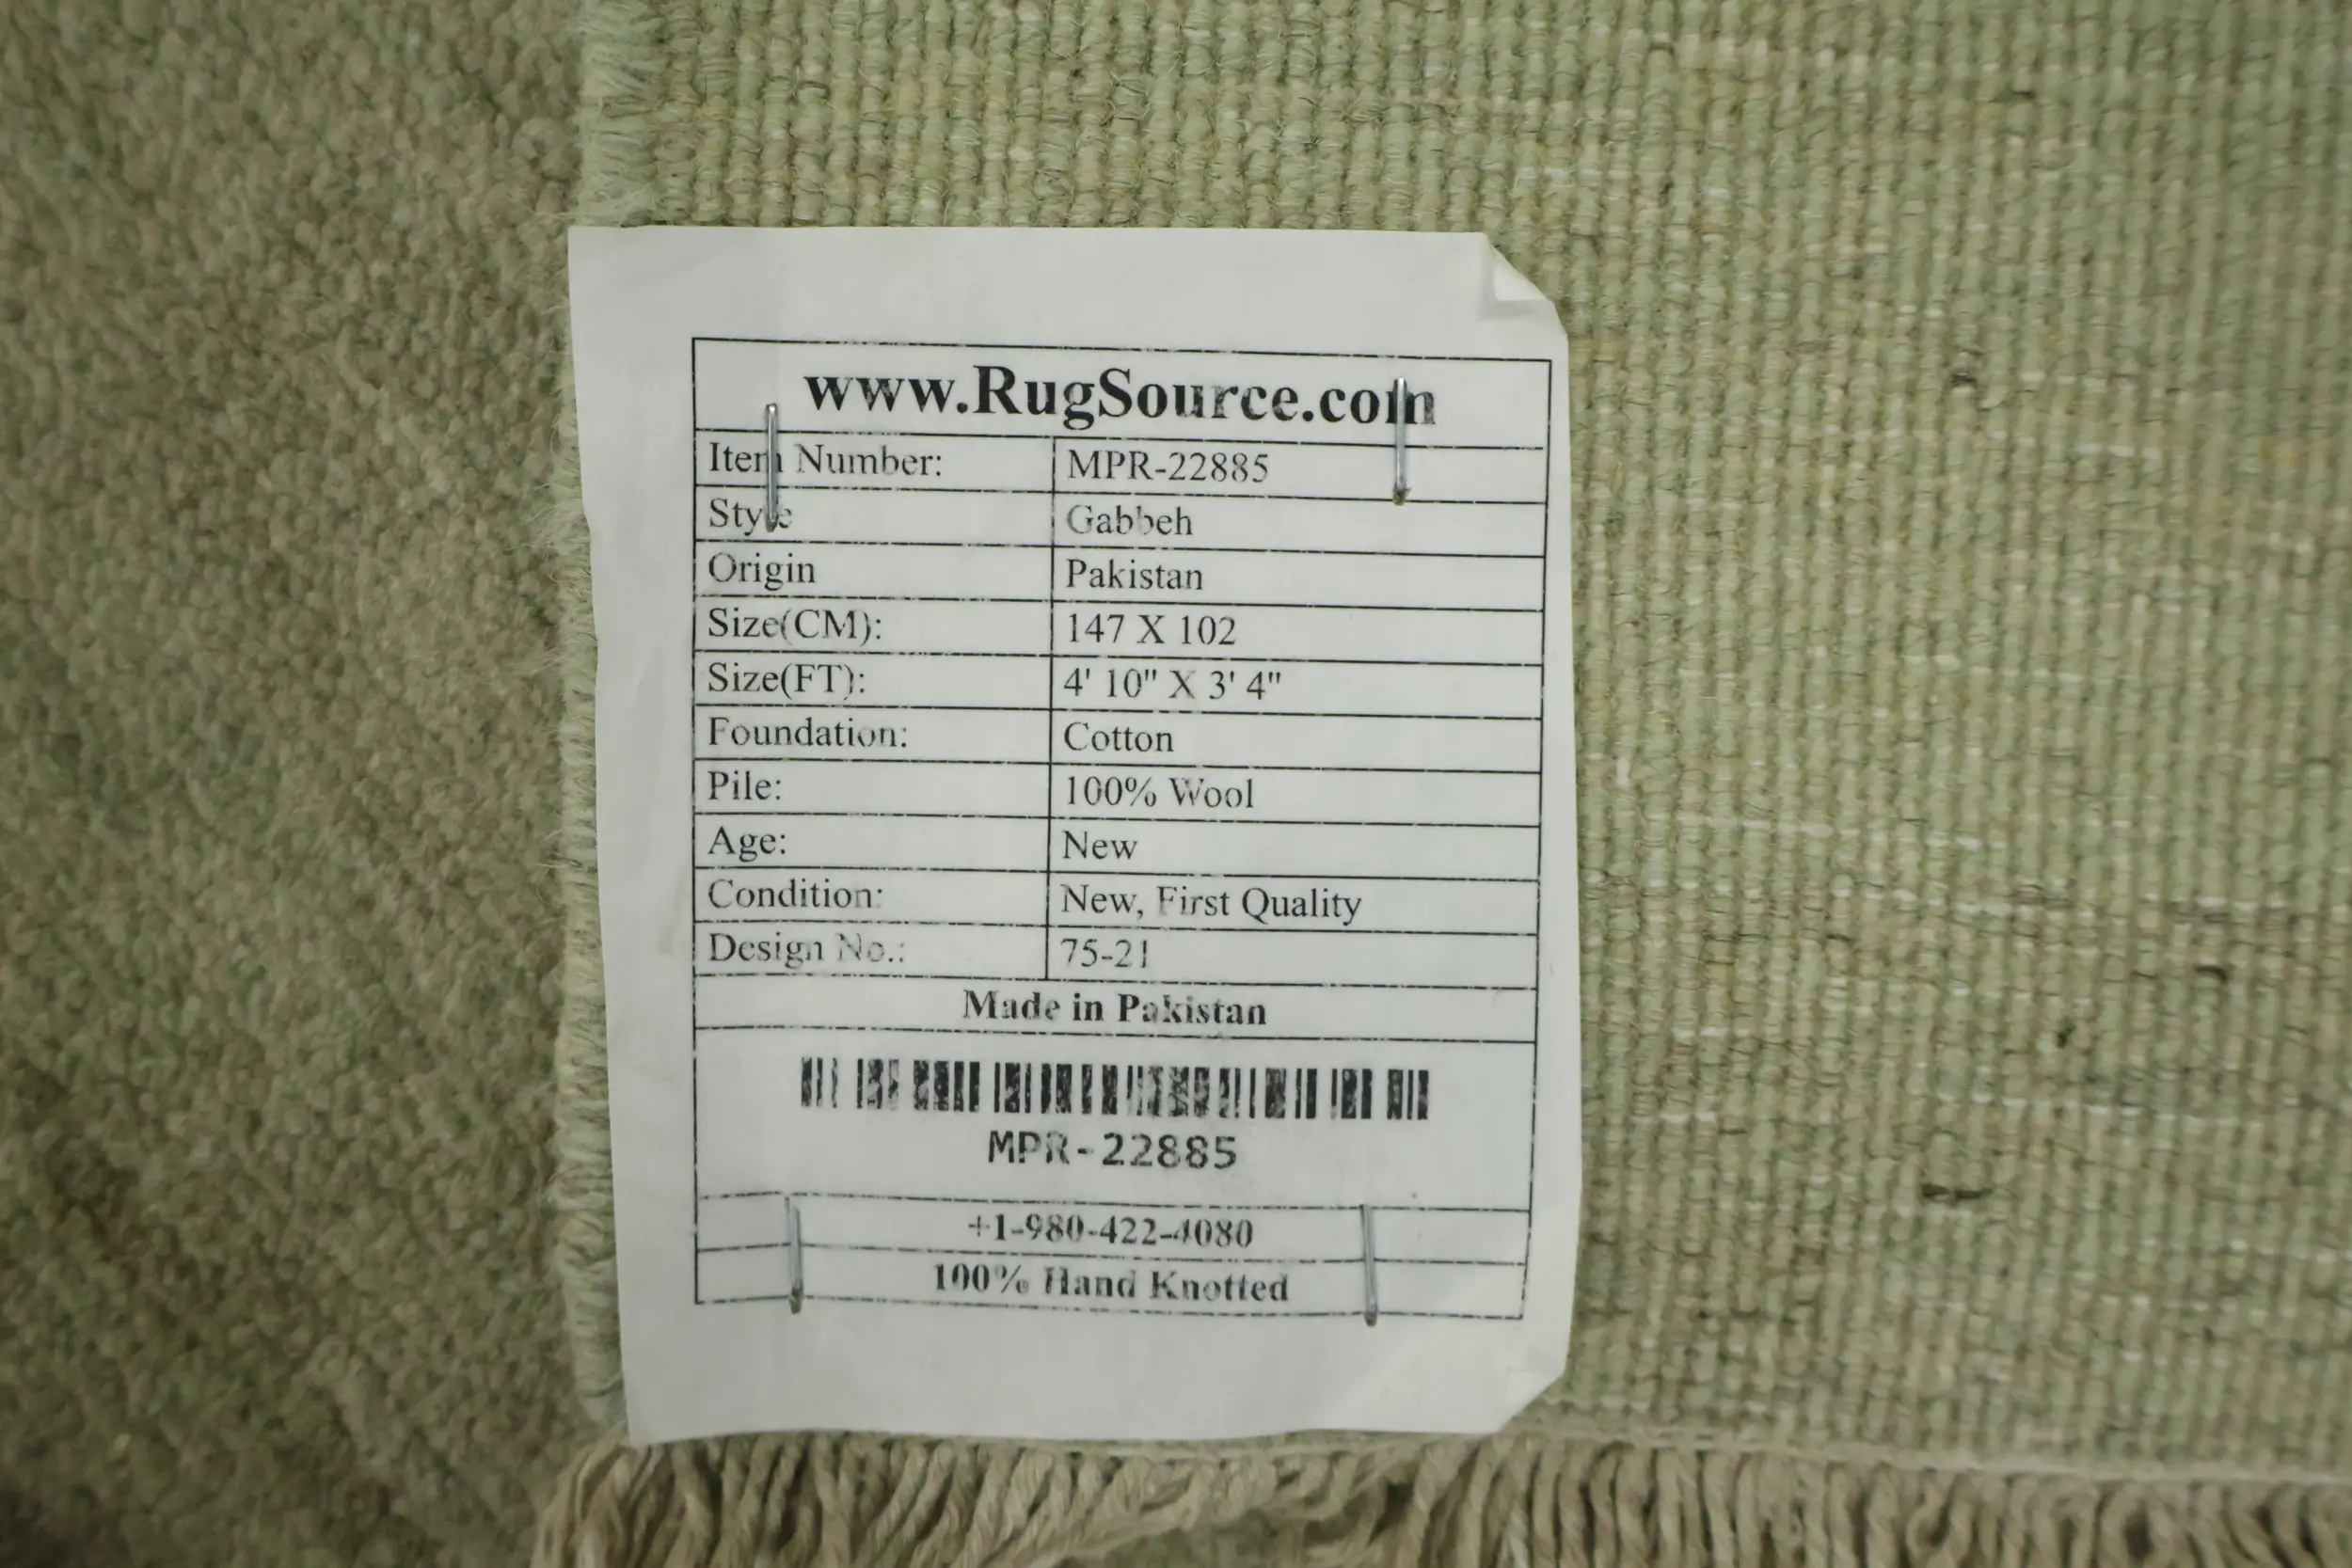 www.RugSource.com
Item Number: MPR-22885
Style Gabbeh
Origin Pakistan
Size(CM): 147 X 102
Size(FT): 4' 10" X 3' 4"
Foundation: Cotton
Pile: 100% Wool
Age: New
Condition: New, First Quality
Design No.: 75-21
Made in Pakistan
MPR-22885
+1-980-422-4080
100% Hand Knotted